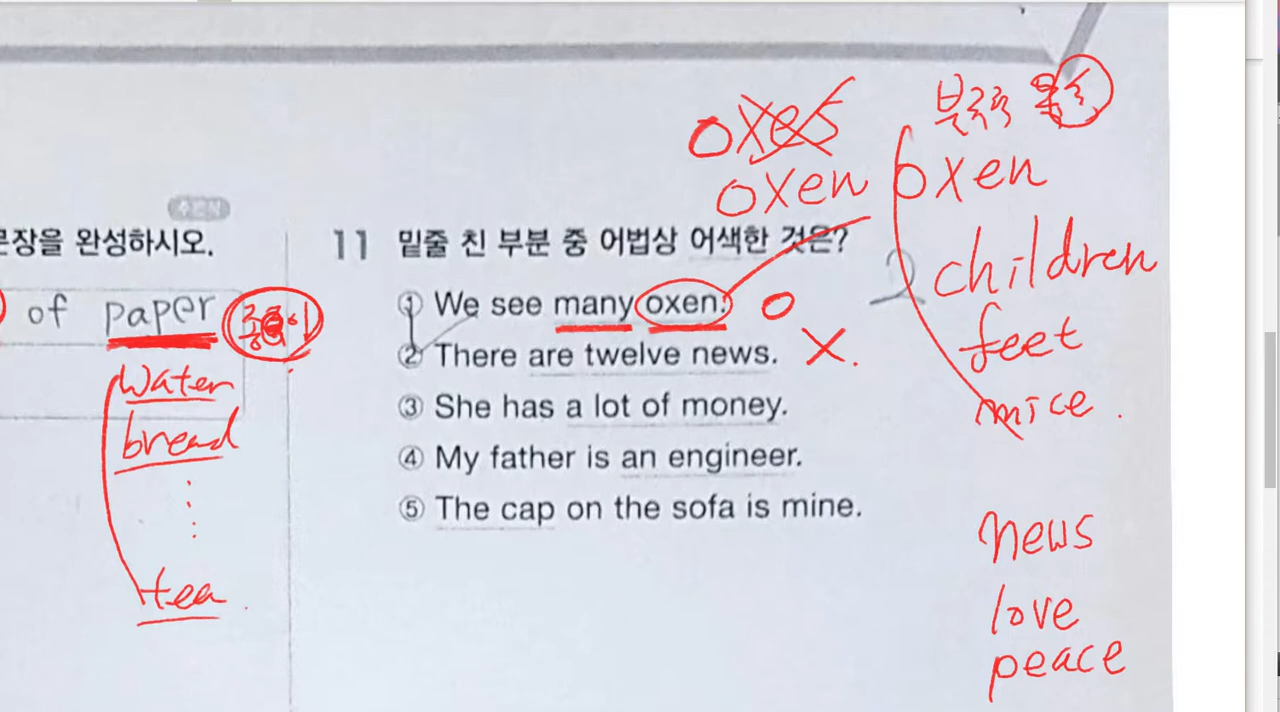 문장을 완성하시오.
of paper
종이
water
bread
tea
11 밑줄 친 부분 중 어법상 어색한 것은?
① We see many oxen. O
② There are twelve news. X.
③ She has a lot of money.
④ My father is an engineer.
⑤ The cap on the sofa is mine.
oxes
oxen
oxen
children
feet
mice.
2
news
love
peace